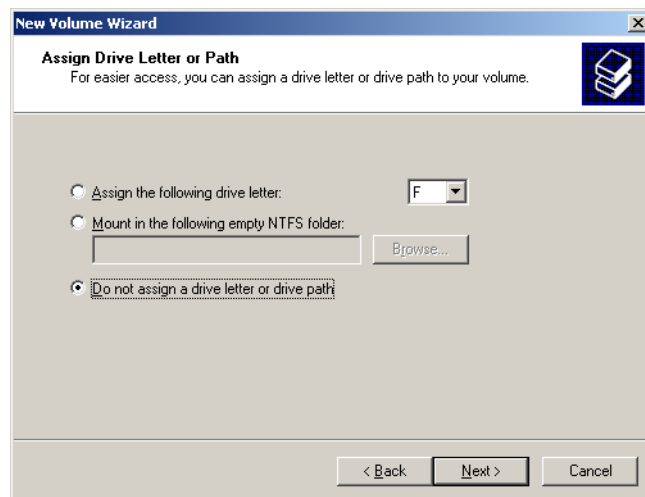 New Volume Wizard
Assign Drive Letter or Path
For easier access, you can assign a drive letter or drive path to your volume.
Assign the following drive letter: F
Mount in the following empty NTFS folder:
Browse...
Do not assign a drive letter or drive path
< Back Next > Cancel